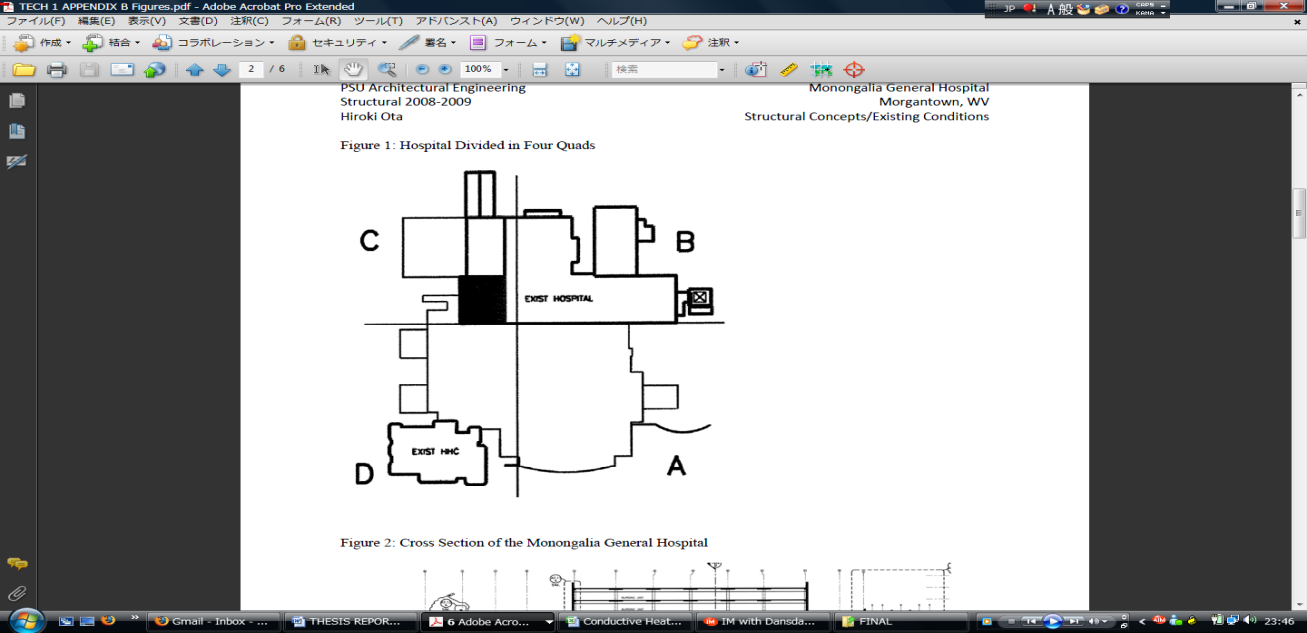 TECH 1 APPENDIX B Figures.pdf - Adobe Acrobat Pro Extended
JP A 般 CAPS KANA
ファイル(F) 編集(E) 表示(V) 文書(D) 注釈(C) フォーム(R) ツール(T) アドバンスト(A) ウィンドウ(W) ヘルプ(H)
作成 結合 コラボレーション セキュリティ 署名 フォーム マルチメディア 注釈
2 / 6 100% 検索
PSU Architectural Engineering Monongalia General Hospital
Structural 2008-2009 Morgantown, WV
Hiroki Ota Structural Concepts/Existing Conditions
Figure 1: Hospital Divided in Four Quads
C
B
EXIST HOSPITAL
EXIST HHC
D
A
Figure 2: Cross Section of the Monongalia General Hospital
Gmail - Inbox - ... THESIS REPOR... 6 Adobe Acro... Conductive Heat... IM with Dansda... FINAL 23:46